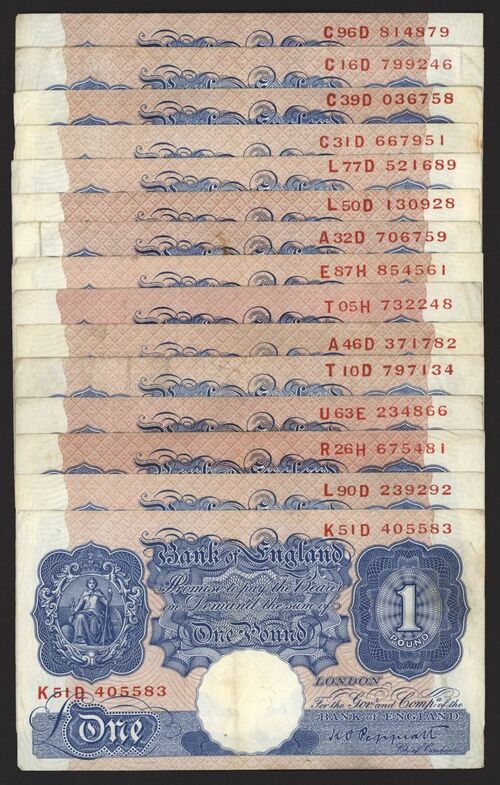 C96D 814879
C16D 799246
C39D 036758
C31D 667951
L77D 521689
L50D 130928
A32D 706759
E87H 854561
T05H 732248
A46D 371782
T10D 797134
U63E 234866
R26H 675481
L90D 239292
K51D 405583
Bank of England
Promise to pay the Bearer
on Demand the sum of
One Pound
1
POUND
LONDON
For the Govr. and Compa. of the
BANK of ENGLAND
K51D 405583
One
K O Peppiatt
Chief Cashier